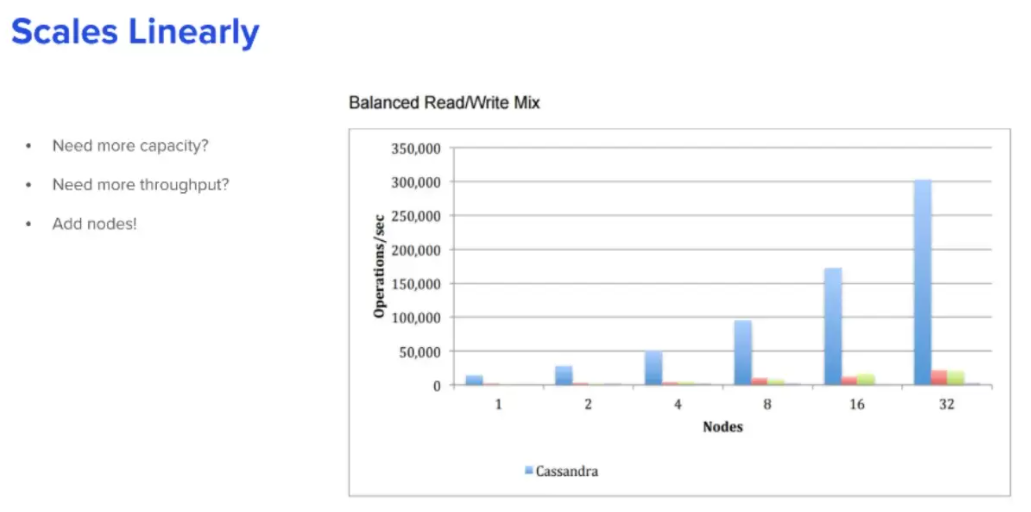 Scales Linearly
• Need more capacity?
• Need more throughput?
• Add nodes!
Balanced Read/Write Mix
350,000
300,000
250,000
200,000
150,000
100,000
50,000
0
Operations/sec
1 2 4 8 16 32
Nodes
Cassandra